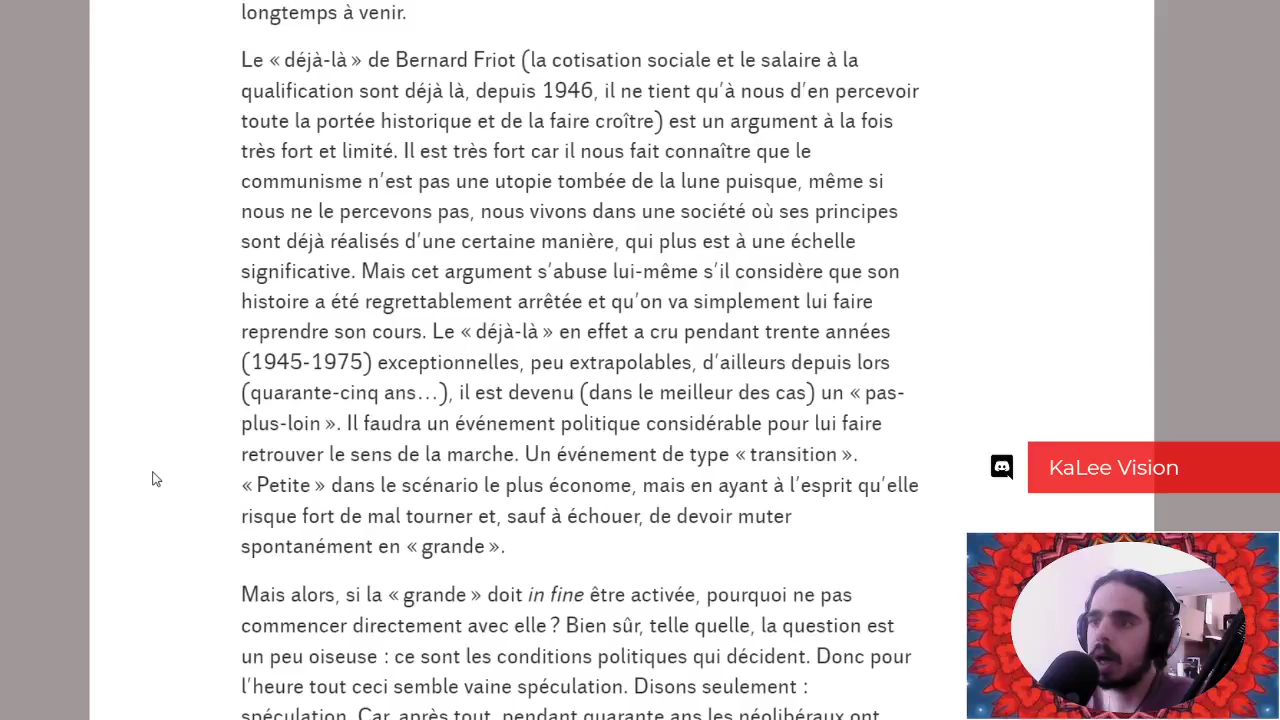 longtemps à venir.
Le « déjà-là » de Bernard Friot (la cotisation sociale et le salaire à la
qualification sont déjà là, depuis 1946, il ne tient qu’à nous d’en percevoir
toute la portée historique et de la faire croître) est un argument à la fois
très fort et limité. Il est très fort car il nous fait connaître que le
communisme n’est pas une utopie tombée de la lune puisque, même si
nous ne le percevons pas, nous vivons dans une société où ses principes
sont déjà réalisés d’une certaine manière, qui plus est à une échelle
significative. Mais cet argument s’abuse lui-même s’il considère que son
histoire a été regrettablement arrêtée et qu’on va simplement lui faire
reprendre son cours. Le « déjà-là » en effet a cru pendant trente années
(1945-1975) exceptionnelles, peu extrapolables, d’ailleurs depuis lors
(quarante-cinq ans…), il est devenu (dans le meilleur des cas) un « pas-
plus-loin ». Il faudra un événement politique considérable pour lui faire
retrouver le sens de la marche. Un événement de type « transition ».
« Petite » dans le scénario le plus économe, mais en ayant à l’esprit qu’elle
risque fort de mal tourner et, sauf à échouer, de devoir muter
spontanément en « grande ».
Mais alors, si la « grande » doit in fine être activée, pourquoi ne pas
commencer directement avec elle ? Bien sûr, telle quelle, la question est
un peu oiseuse : ce sont les conditions politiques qui décident. Donc pour
l’heure tout ceci semble vaine spéculation. Disons seulement :
spéculation. Car, après tout, pendant quarante ans les néolibéraux ont
KaLee Vision